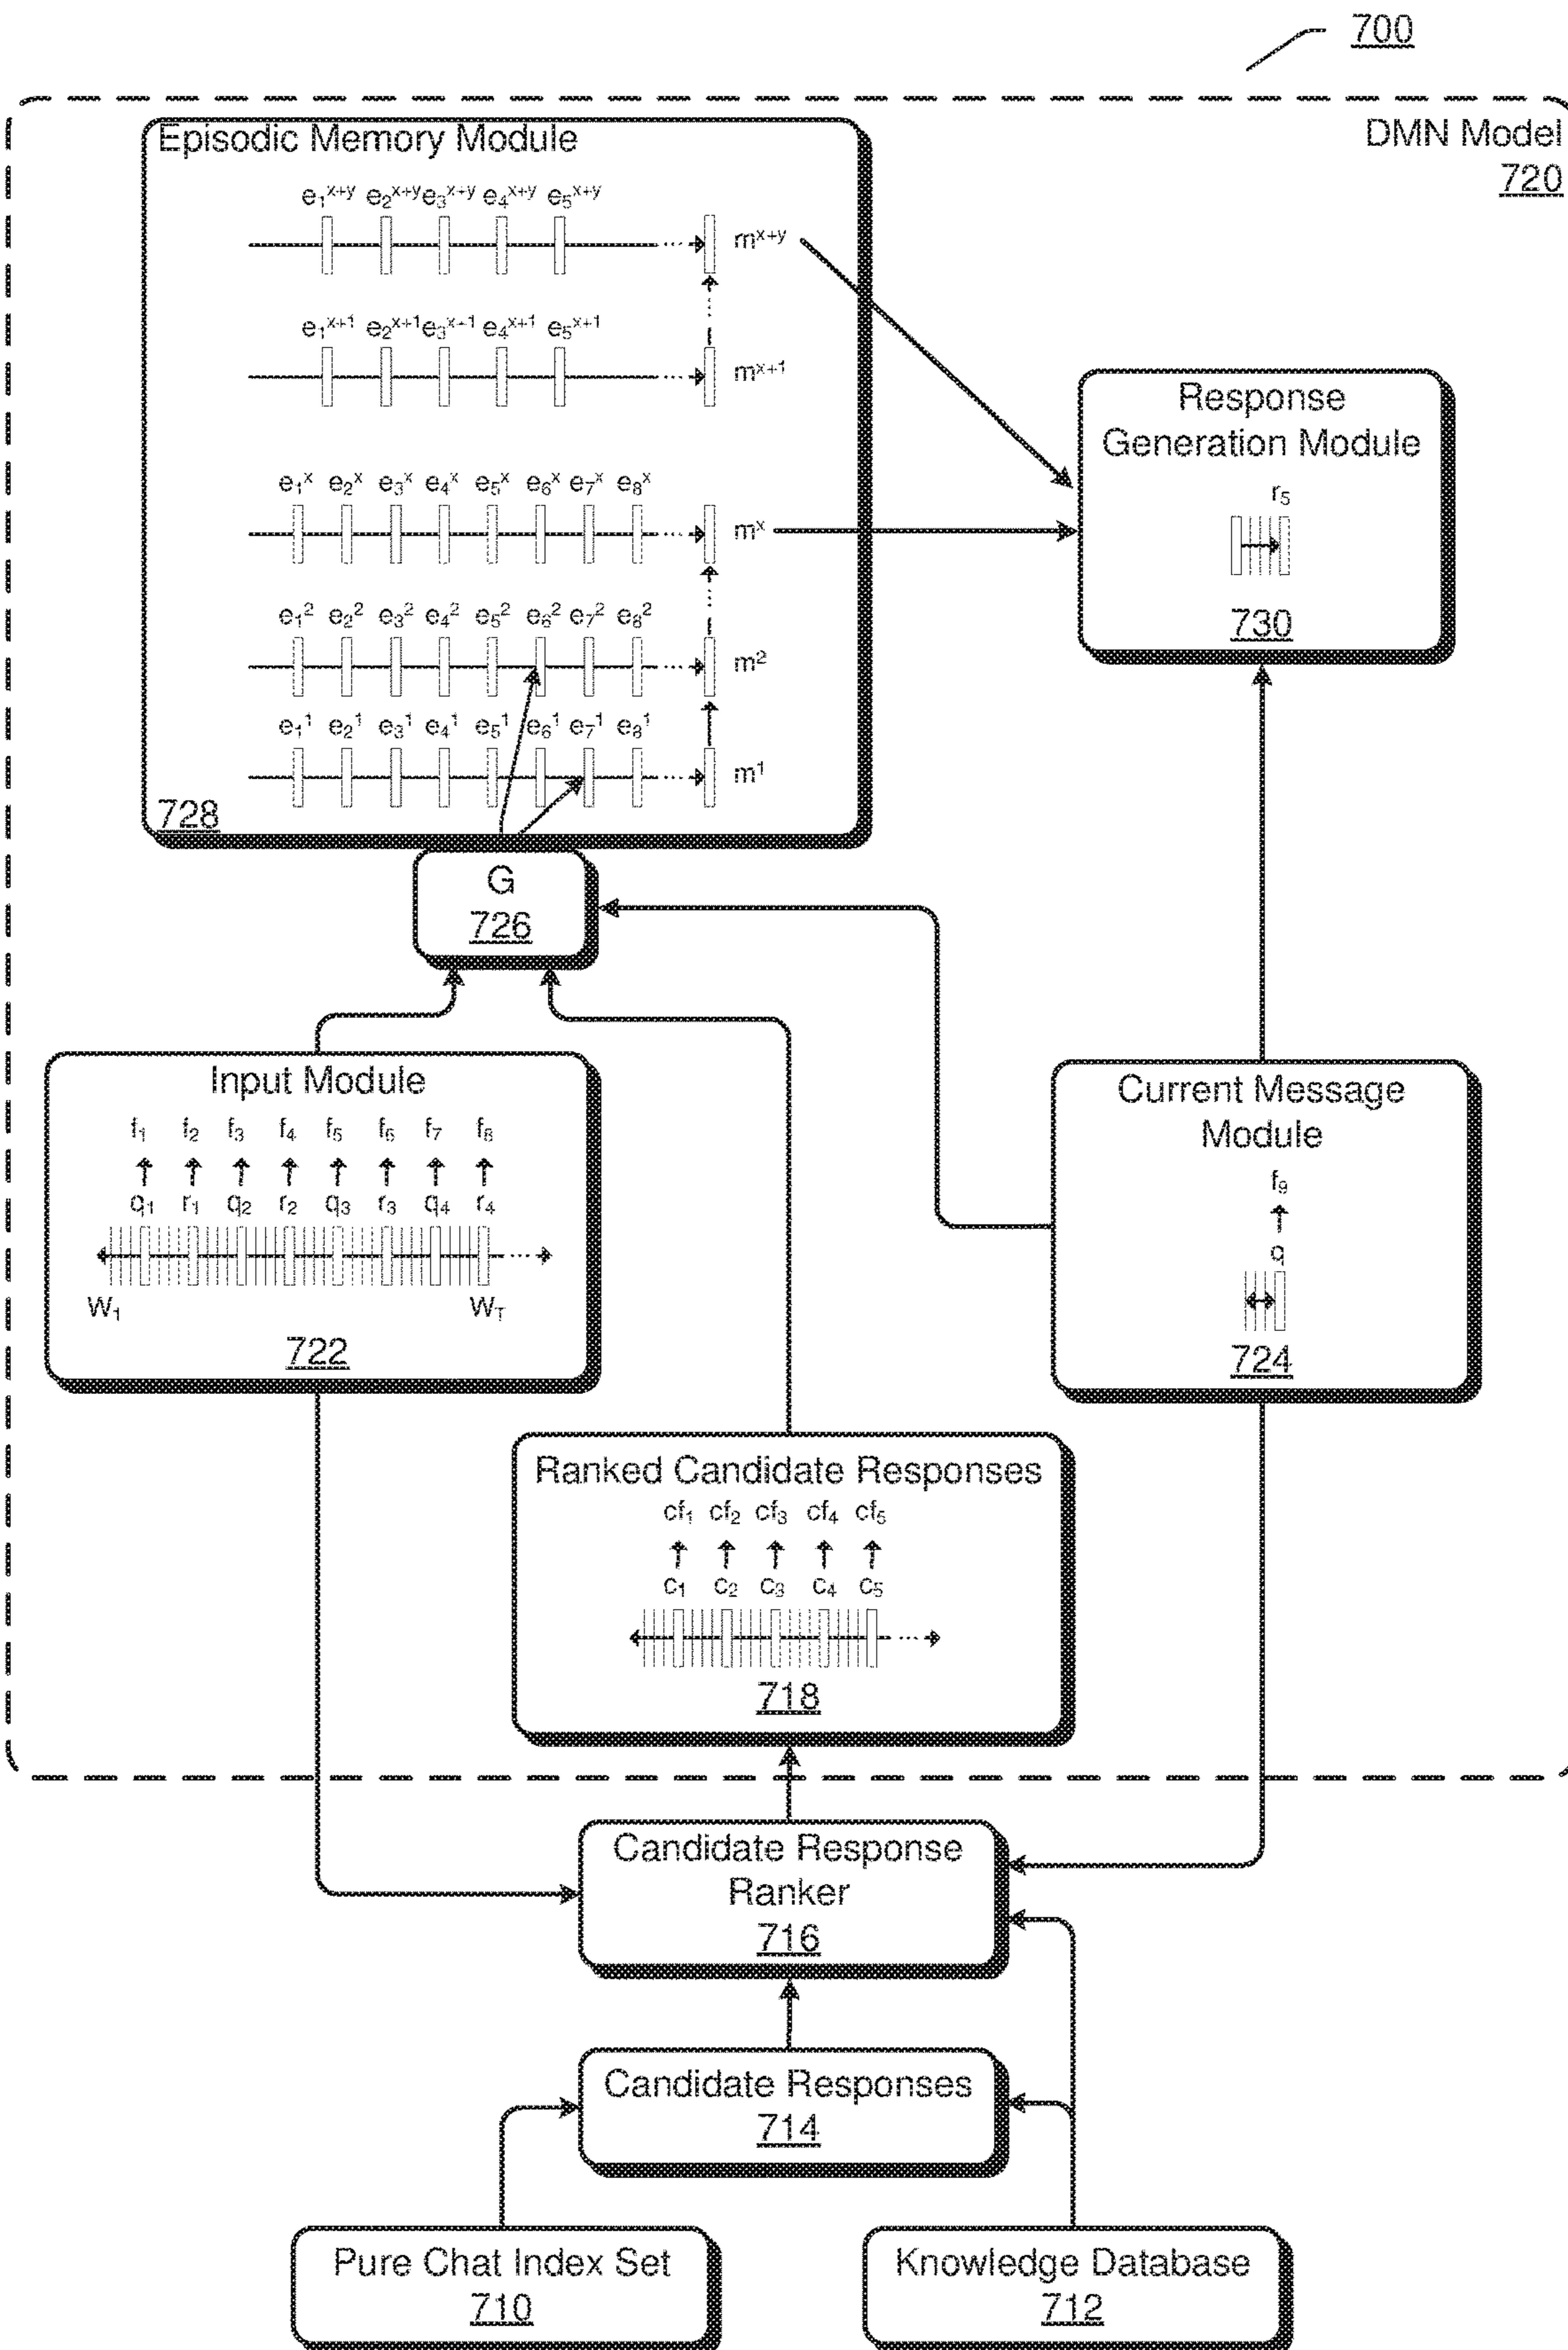 700
DMN Model
720
Episodic Memory Module
e₁ˣ⁺ʸ e₂ˣ⁺ʸ e₃ˣ⁺ʸ e₄ˣ⁺ʸ e₅ˣ⁺ʸ
mˣ⁺ʸ
e₁ˣ⁺¹ e₂ˣ⁺¹ e₃ˣ⁺¹ e₄ˣ⁺¹ e₅ˣ⁺¹
mˣ⁺¹
e₁ˣ e₂ˣ e₃ˣ e₄ˣ e₅ˣ e₆ˣ e₇ˣ e₈ˣ
mˣ
e₁² e₂² e₃² e₄² e₅² e₆² e₇² e₈²
m²
e₁¹ e₂¹ e₃¹ e₄¹ e₅¹ e₆¹ e₇¹ e₈¹
m¹
728
Response
Generation Module
r₅
730
G
726
Input Module
f₁ f₂ f₃ f₄ f₅ f₆ f₇ f₈
q₁ r₁ q₂ r₂ q₃ r₃ q₄ r₄
W₁ W_T
722
Current Message
Module
f₉
q
724
Ranked Candidate Responses
cf₁ cf₂ cf₃ cf₄ cf₅
c₁ c₂ c₃ c₄ c₅
718
Candidate Response
Ranker
716
Candidate Responses
714
Pure Chat Index Set
710
Knowledge Database
712